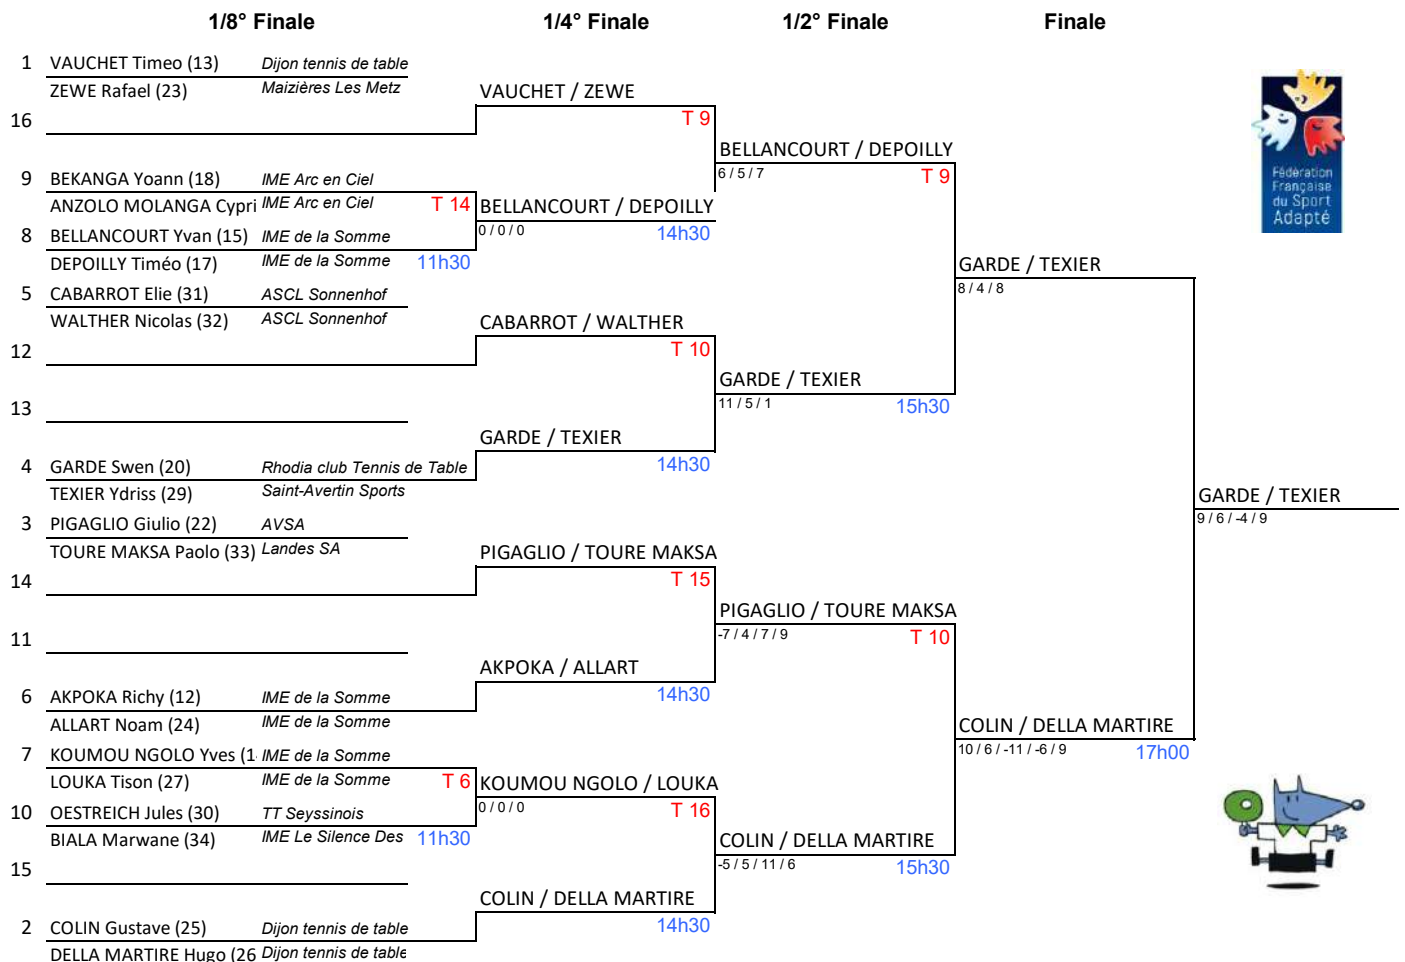 1/8° Finale 1/4° Finale 1/2° Finale Finale
1 VAUCHET Timeo (13) Dijon tennis de table
ZEWE Rafael (23) Maizières Les Metz
VAUCHET / ZEWE
16
T 9
BELLANCOURT / DEPOILLY
6 / 5 / 7
T 9
9 BEKANGA Yoann (18) IME Arc en Ciel
ANZOLO MOLANGA Cypri IME Arc en Ciel
T 14
BELLANCOURT / DEPOILLY
0 / 0 / 0
14h30
8 BELLANCOURT Yvan (15) IME de la Somme
DEPOILLY Timéo (17) IME de la Somme
11h30
GARDE / TEXIER
8 / 4 / 8
5 CABARROT Elie (31) ASCL Sonnenhof
WALTHER Nicolas (32) ASCL Sonnenhof
CABARROT / WALTHER
12
T 10
GARDE / TEXIER
11 / 5 / 1
15h30
13
GARDE / TEXIER
14h30
4 GARDE Swen (20) Rhodia club Tennis de Table
TEXIER Ydriss (29) Saint-Avertin Sports
GARDE / TEXIER
9 / 6 / -4 / 9
3 PIGAGLIO Giulio (22) AVSA
TOURE MAKSA Paolo (33) Landes SA
PIGAGLIO / TOURE MAKSA
14
T 15
PIGAGLIO / TOURE MAKSA
-7 / 4 / 7 / 9
T 10
11
AKPOKA / ALLART
14h30
6 AKPOKA Richy (12) IME de la Somme
ALLART Noam (24) IME de la Somme
COLIN / DELLA MARTIRE
10 / 6 / -11 / -6 / 9
17h00
7 KOUMOU NGOLO Yves (1 IME de la Somme
LOUKA Tison (27) IME de la Somme
T 6
KOUMOU NGOLO / LOUKA
0 / 0 / 0
T 16
10 OESTREICH Jules (30) TT Seyssinois
BIALA Marwane (34) IME Le Silence Des
11h30
COLIN / DELLA MARTIRE
-5 / 5 / 11 / 6
15h30
15
COLIN / DELLA MARTIRE
14h30
2 COLIN Gustave (25) Dijon tennis de table
DELLA MARTIRE Hugo (26 Dijon tennis de table
Fédération
Française
du Sport
Adapté